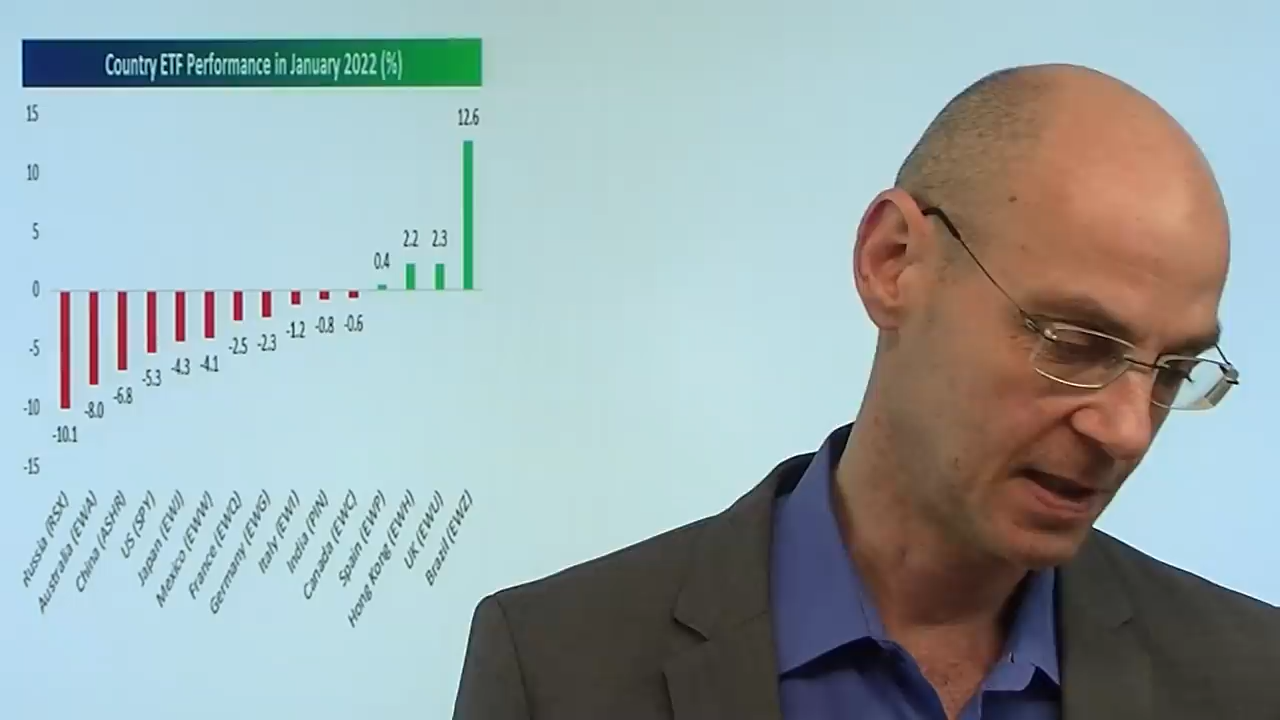 Country ETF Performance in January 2022 (%)
15
10
5
0
-5
-10
-15
-10.1
-8.0
-6.8
-5.3
-4.3
-4.1
-2.5
-2.3
-1.2
-0.8
-0.6
0.4
2.2
2.3
12.6
Russia (RSX)
Australia (EWA)
China (ASHR)
US (SPY)
Japan (EWJ)
Mexico (EWW)
France (EWQ)
Germany (EWG)
Italy (EWI)
India (PIN)
Canada (EWC)
Spain (EWP)
Hong Kong (EWH)
UK (EWU)
Brazil (EWZ)